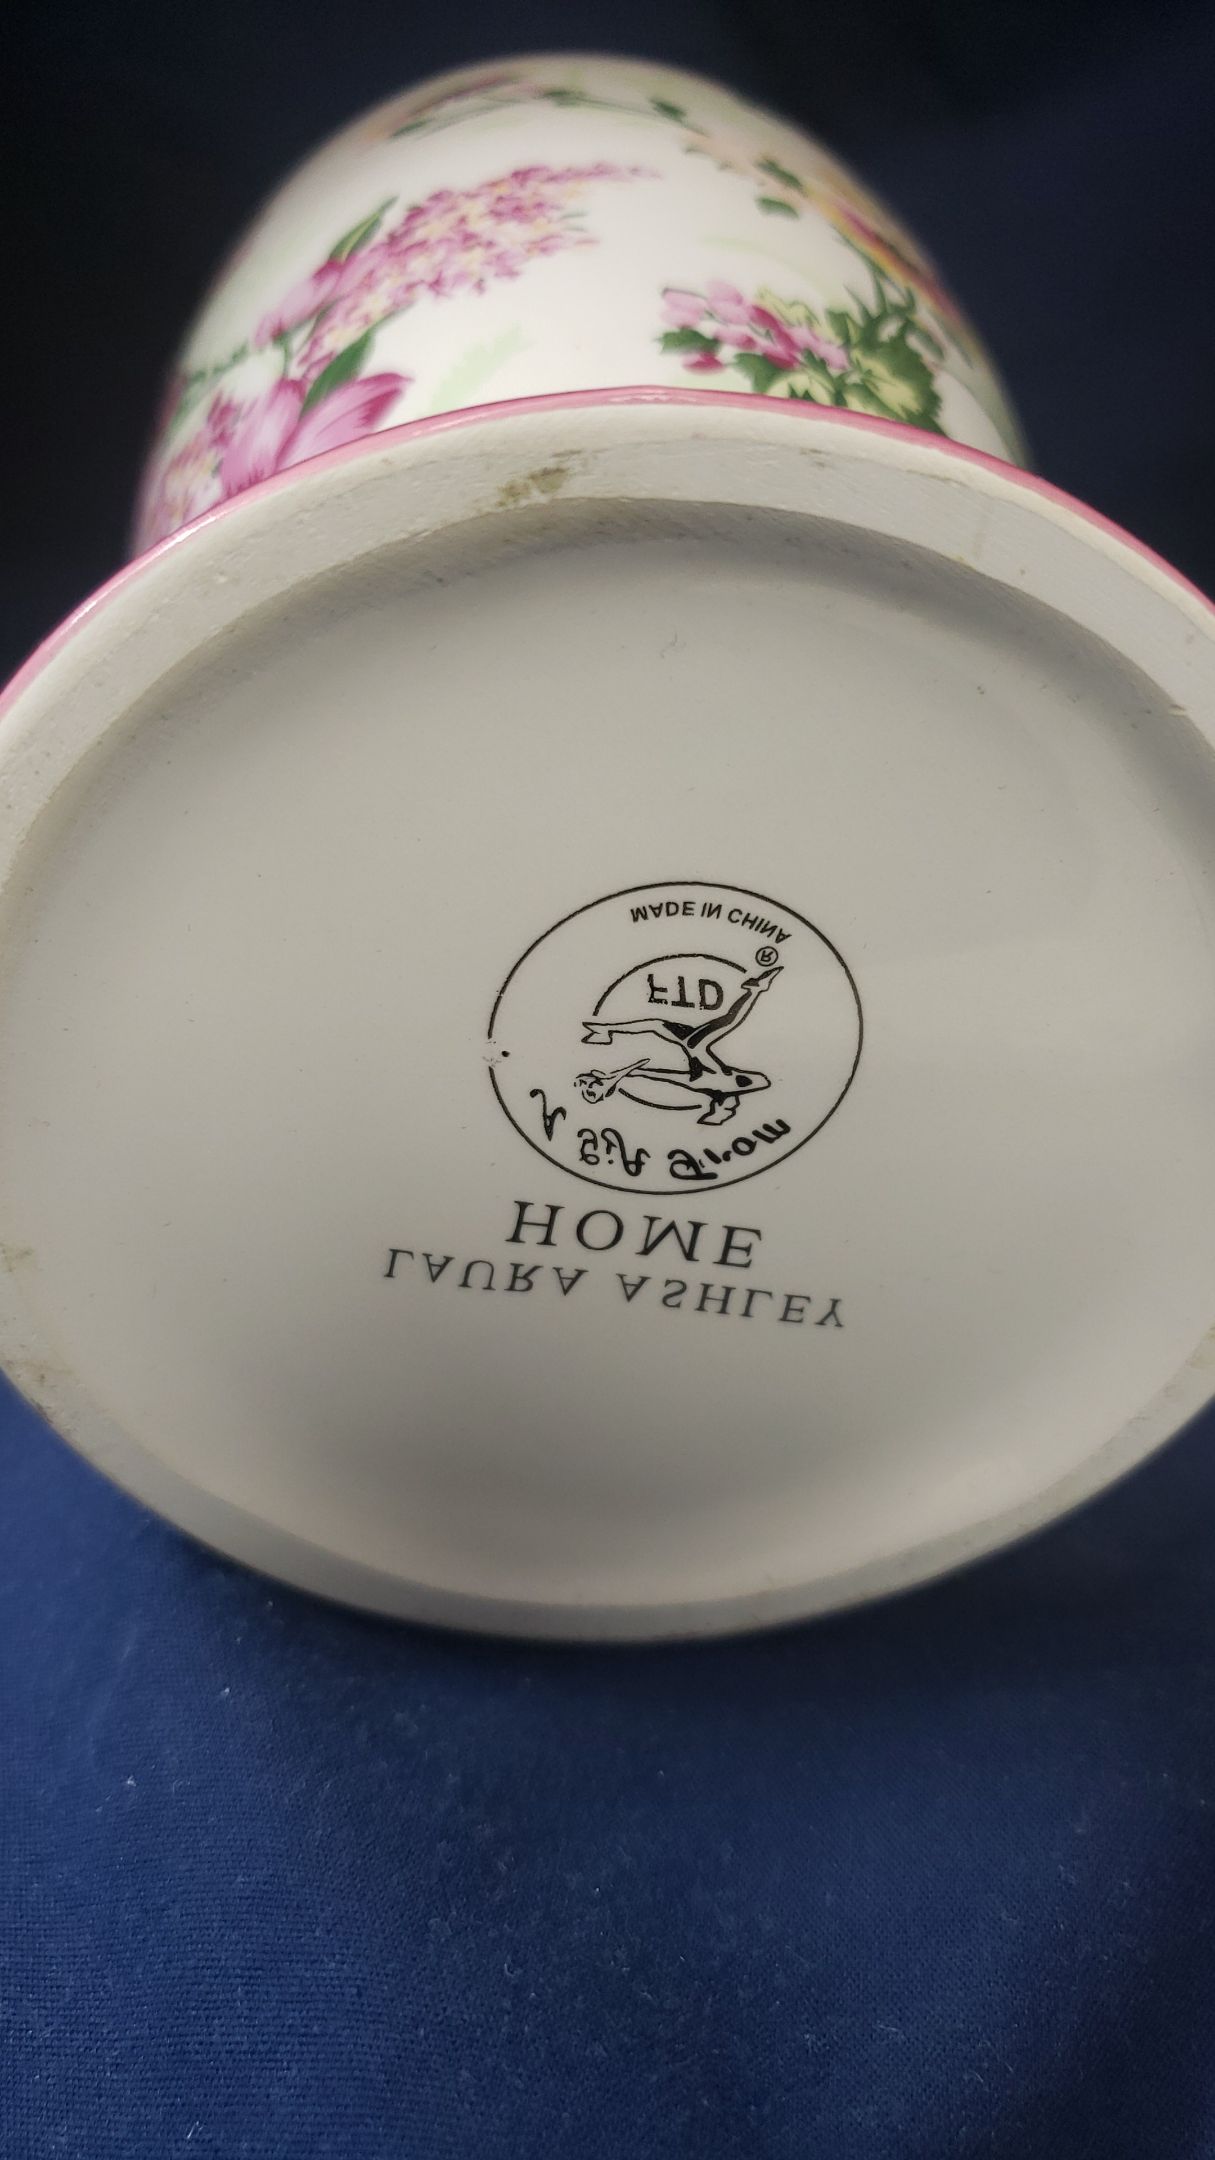 LAURA ASHLEY
HOME
A Gift From
FTD
®
MADE IN CHINA